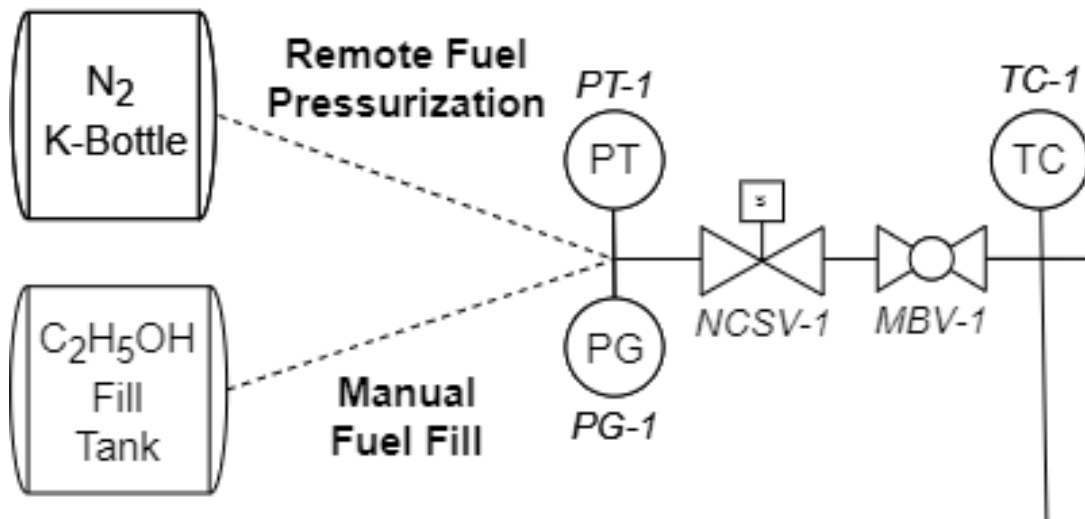 N₂
K-Bottle
Remote Fuel
Pressurization
PT-1
PT
TC-1
TC
s
NCSV-1
MBV-1
PG
PG-1
C₂H₅OH
Fill
Tank
Manual
Fuel Fill